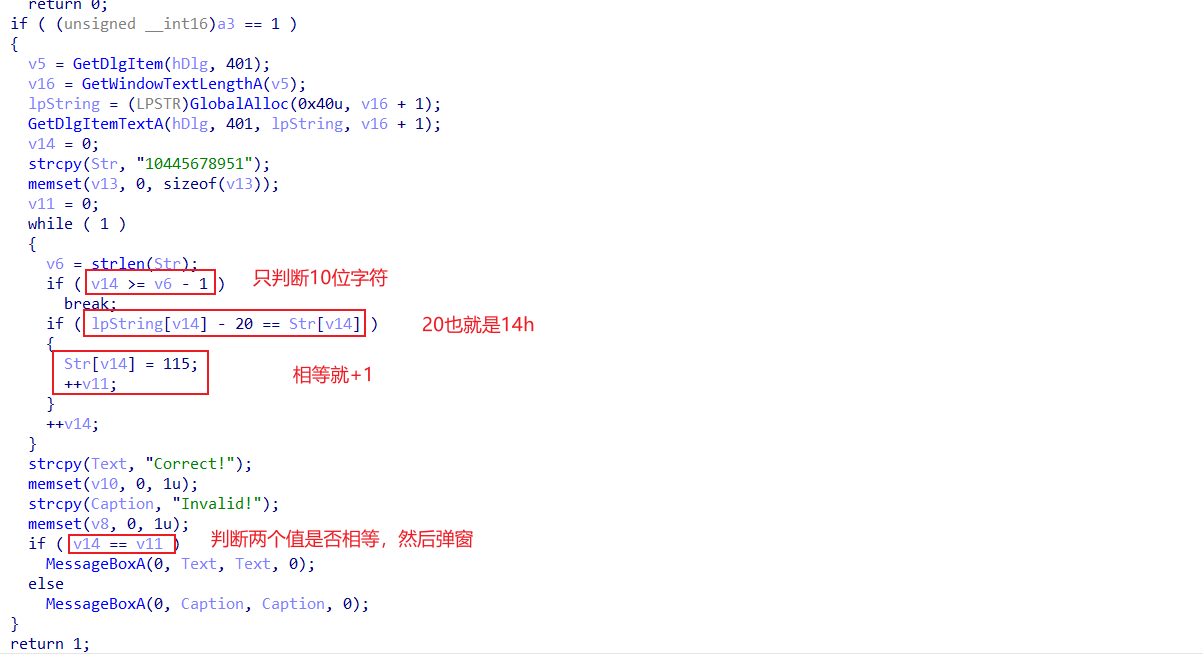 return 0;
if ( (unsigned __int16)a3 == 1 )
{
v5 = GetDlgItem(hDlg, 401);
v16 = GetWindowTextLengthA(v5);
lpString = (LPSTR)GlobalAlloc(0x40u, v16 + 1);
GetDlgItemTextA(hDlg, 401, lpString, v16 + 1);
v14 = 0;
strcpy(Str, "10445678951");
memset(v13, 0, sizeof(v13));
v11 = 0;
while ( 1 )
{
v6 = strlen(Str);
if ( v14 >= v6 - 1 ) 只判断10位字符
break;
if ( lpString[v14] - 20 == Str[v14] ) 20也就是14h
{
Str[v14] = 115;
++v11; 相等就+1
}
++v14;
}
strcpy(Text, "Correct!");
memset(v10, 0, 1u);
strcpy(Caption, "Invalid!");
memset(v8, 0, 1u);
if ( v14 == v11 ) 判断两个值是否相等，然后弹窗
MessageBoxA(0, Text, Text, 0);
else
MessageBoxA(0, Caption, Caption, 0);
}
return 1;